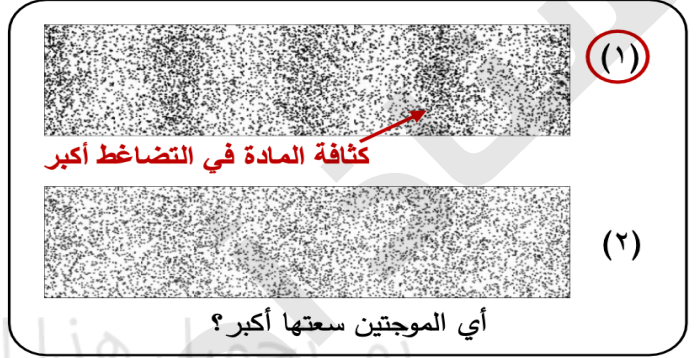 (١)
كثافة المادة في التضاغط أكبر
(٢)
أي الموجتين سعتها أكبر؟